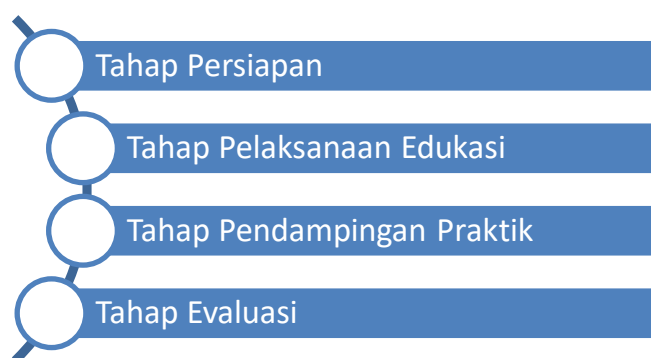 Tahap Persiapan
Tahap Pelaksanaan Edukasi
Tahap Pendampingan Praktik
Tahap Evaluasi